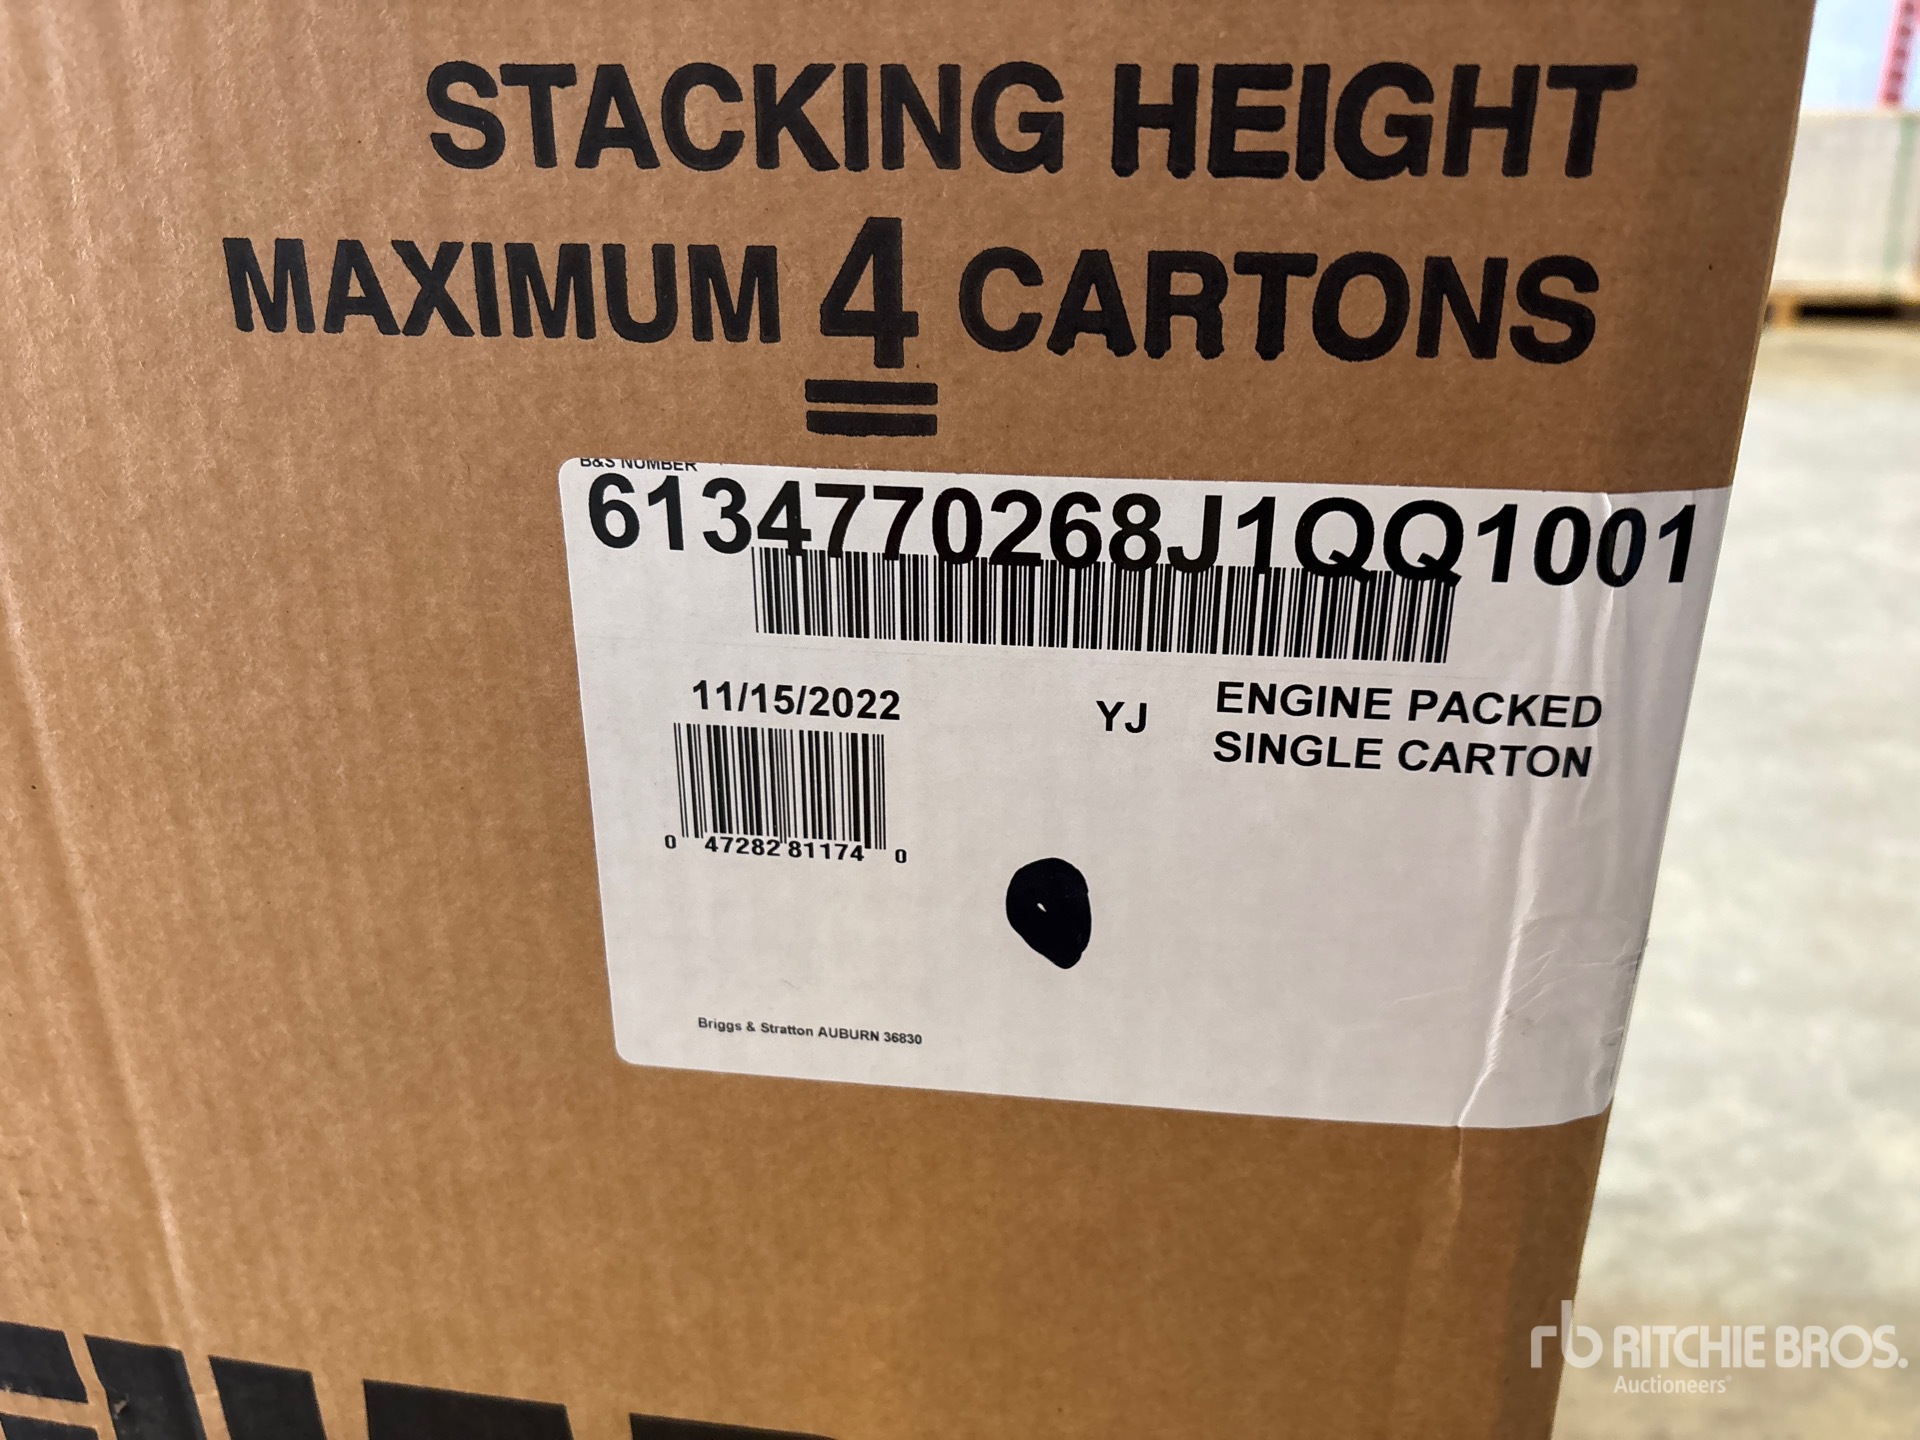 STACKING HEIGHT
MAXIMUM 4 CARTONS
B&S NUMBER
6134770268J1QQ1001
11/15/2022
YJ
ENGINE PACKED
SINGLE CARTON
0 47282 81174 0
Briggs & Stratton AUBURN 36830
rb RITCHIE BROS.
Auctioneers